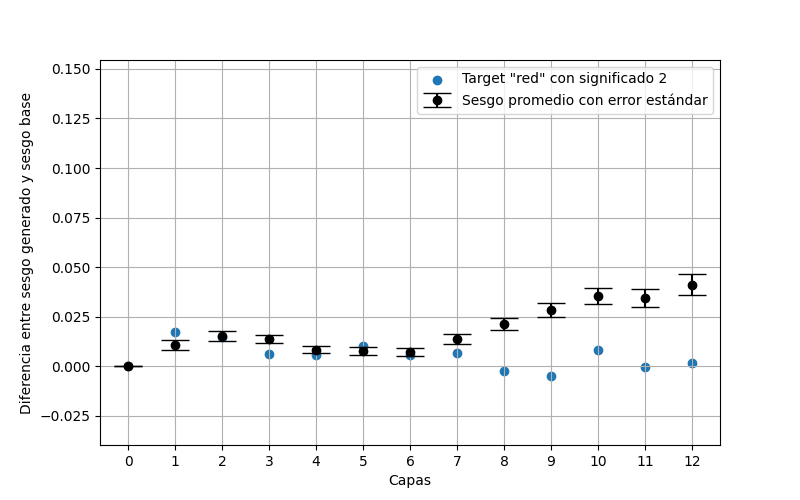 Target "red" con significado 2
Sesgo promedio con error estándar
Diferencia entre sesgo generado y sesgo base
0.150
0.125
0.100
0.075
0.050
0.025
0.000
−0.025
0 1 2 3 4 5 6 7 8 9 10 11 12
Capas